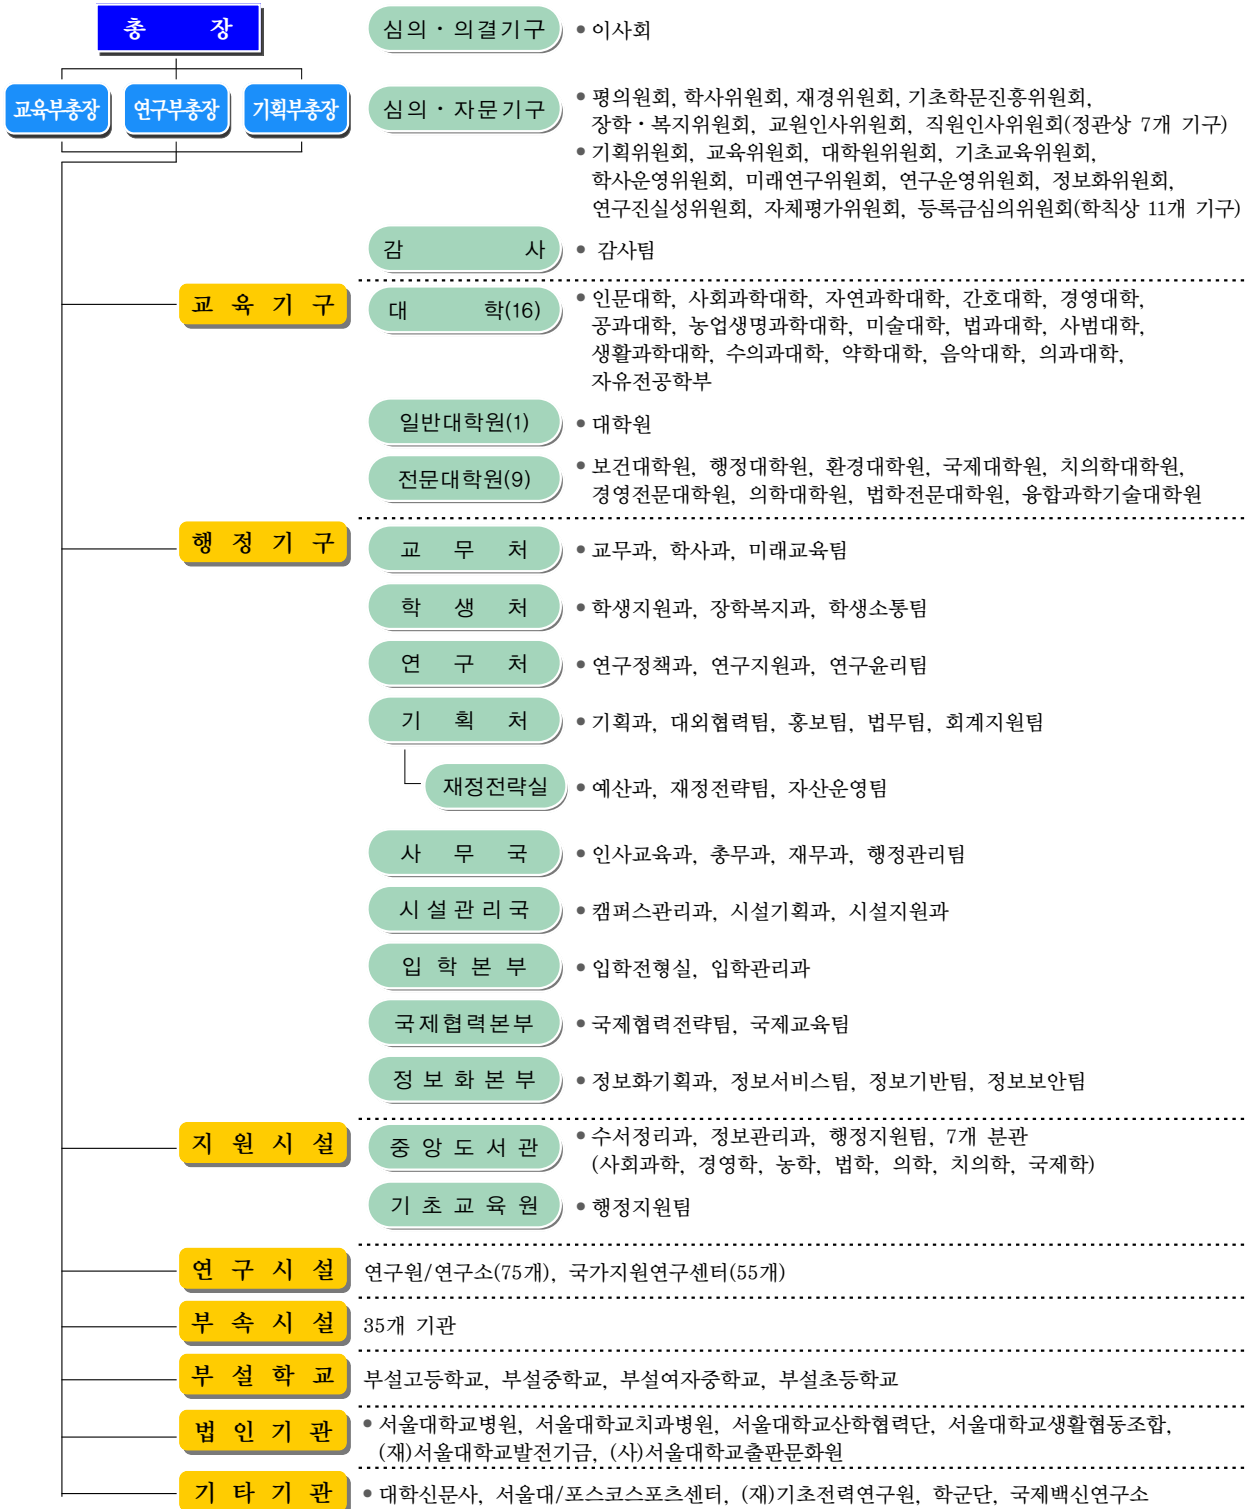 총 장
교육부총장 연구부총장 기획부총장
심의·의결기구 • 이사회
심의·자문기구 • 평의원회, 학사위원회, 재경위원회, 기초학문진흥위원회,
장학·복지위원회, 교원인사위원회, 직원인사위원회(정관상 7개 기구)
• 기획위원회, 교육위원회, 대학원위원회, 기초교육위원회,
학사운영위원회, 미래연구위원회, 연구운영위원회, 정보화위원회,
연구진실성위원회, 자체평가위원회, 등록금심의위원회(학칙상 11개 기구)
감 사 • 감사팀
교 육 기 구
대 학(16) • 인문대학, 사회과학대학, 자연과학대학, 간호대학, 경영대학,
공과대학, 농업생명과학대학, 미술대학, 법과대학, 사범대학,
생활과학대학, 수의과대학, 약학대학, 음악대학, 의과대학,
자유전공학부
일반대학원(1) • 대학원
전문대학원(9) • 보건대학원, 행정대학원, 환경대학원, 국제대학원, 치의학대학원,
경영전문대학원, 의학대학원, 법학전문대학원, 융합과학기술대학원
행 정 기 구
교 무 처 • 교무과, 학사과, 미래교육팀
학 생 처 • 학생지원과, 장학복지과, 학생소통팀
연 구 처 • 연구정책과, 연구지원과, 연구윤리팀
기 획 처 • 기획과, 대외협력팀, 홍보팀, 법무팀, 회계지원팀
재정전략실 • 예산과, 재정전략팀, 자산운영팀
사 무 국 • 인사교육과, 총무과, 재무과, 행정관리팀
시 설 관 리 국 • 캠퍼스관리과, 시설기획과, 시설지원과
입 학 본 부 • 입학전형실, 입학관리과
국제협력본부 • 국제협력전략팀, 국제교육팀
정 보 화 본 부 • 정보화기획과, 정보서비스팀, 정보기반팀, 정보보안팀
지 원 시 설
중 앙 도 서 관 • 수서정리과, 정보관리과, 행정지원팀, 7개 분관
(사회과학, 경영학, 농학, 법학, 의학, 치의학, 국제학)
기 초 교 육 원 • 행정지원팀
연 구 시 설 연구원/연구소(75개), 국가지원연구센터(55개)
부 속 시 설 35개 기관
부 설 학 교 부설고등학교, 부설중학교, 부설여자중학교, 부설초등학교
법 인 기 관 • 서울대학교병원, 서울대학교치과병원, 서울대학교산학협력단, 서울대학교생활협동조합,
(재)서울대학교발전기금, (사)서울대학교출판문화원
기 타 기 관 • 대학신문사, 서울대/포스코스포츠센터, (재)기초전력연구원, 학군단, 국제백신연구소